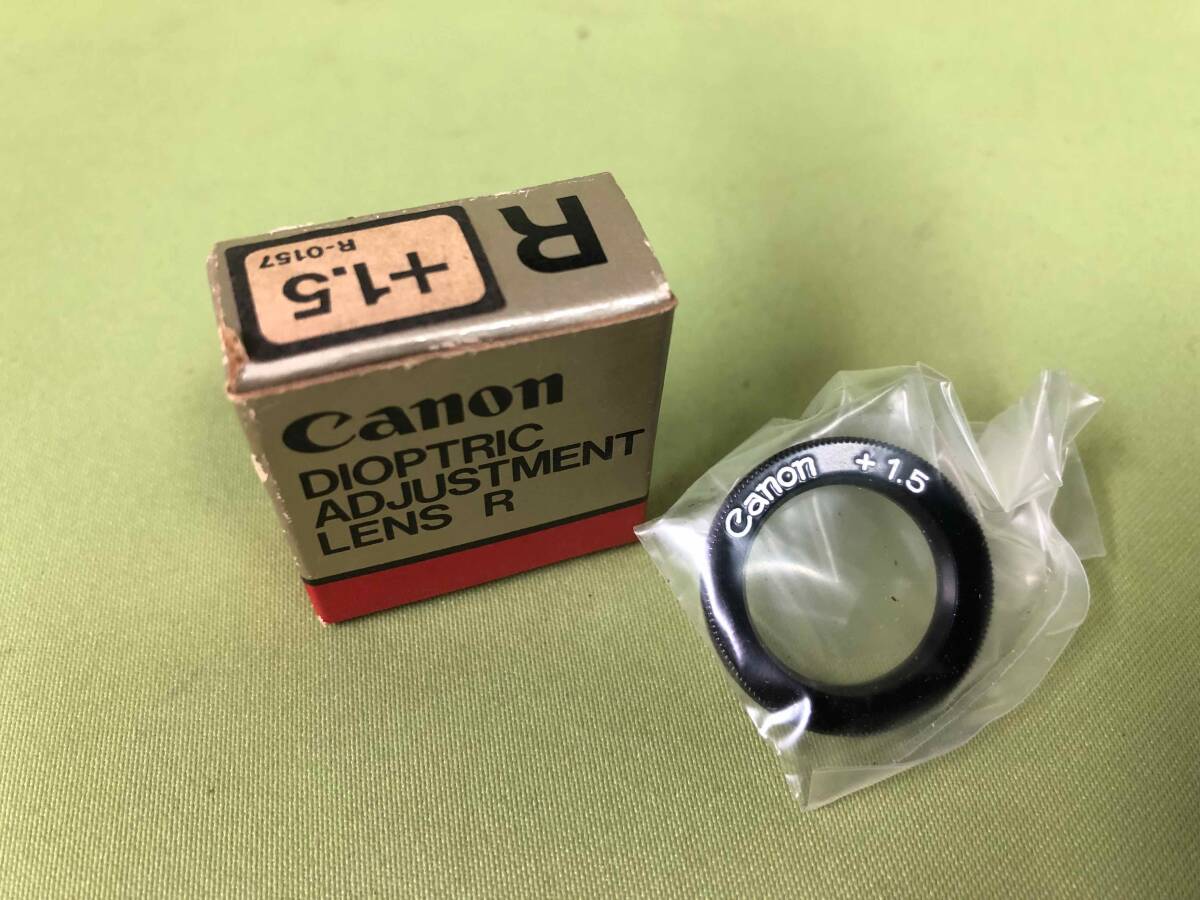 R
+1.5
R-0157
Canon
DIOPTRIC
ADJUSTMENT
LENS R
Canon +1.5